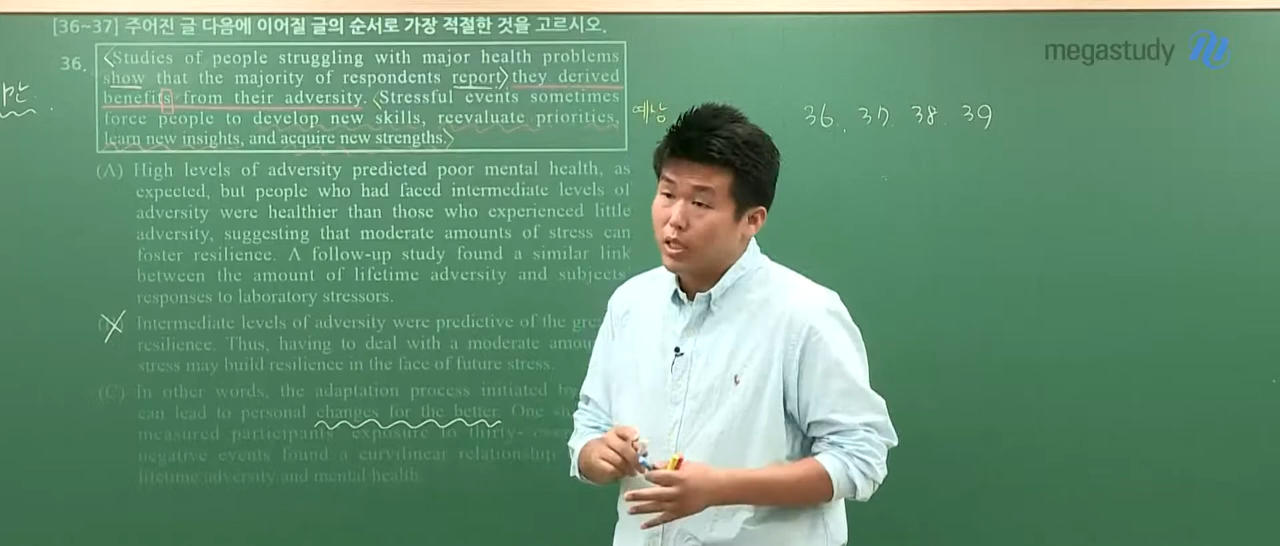 [36~37] 주어진 글 다음에 이어질 글의 순서로 가장 적절한 것을 고르시오.
megastudy
36. Studies of people struggling with major health problems
show that the majority of respondents report they derived
benefits from their adversity. Stressful events sometimes
force people to develop new skills, reevaluate priorities,
learn new insights, and acquire new strengths.
예상
36. 37. 38. 39
(A) High levels of adversity predicted poor mental health, as
expected, but people who had faced intermediate levels of
adversity were healthier than those who experienced little
adversity, suggesting that moderate amounts of stress can
foster resilience. A follow-up study found a similar link
between the amount of lifetime adversity and subjects'
responses to laboratory stressors.
Intermediate levels of adversity were predictive of the
resilience. Thus, having to deal with a moderate
stress may build resilience in the face of future stress.
(C) In other words, the adaptation process initiated
can lead to personal changes for the better. One
measured participants' exposure to thirty-
negative events found a curvilinear relationship
lifetime adversity and mental health.